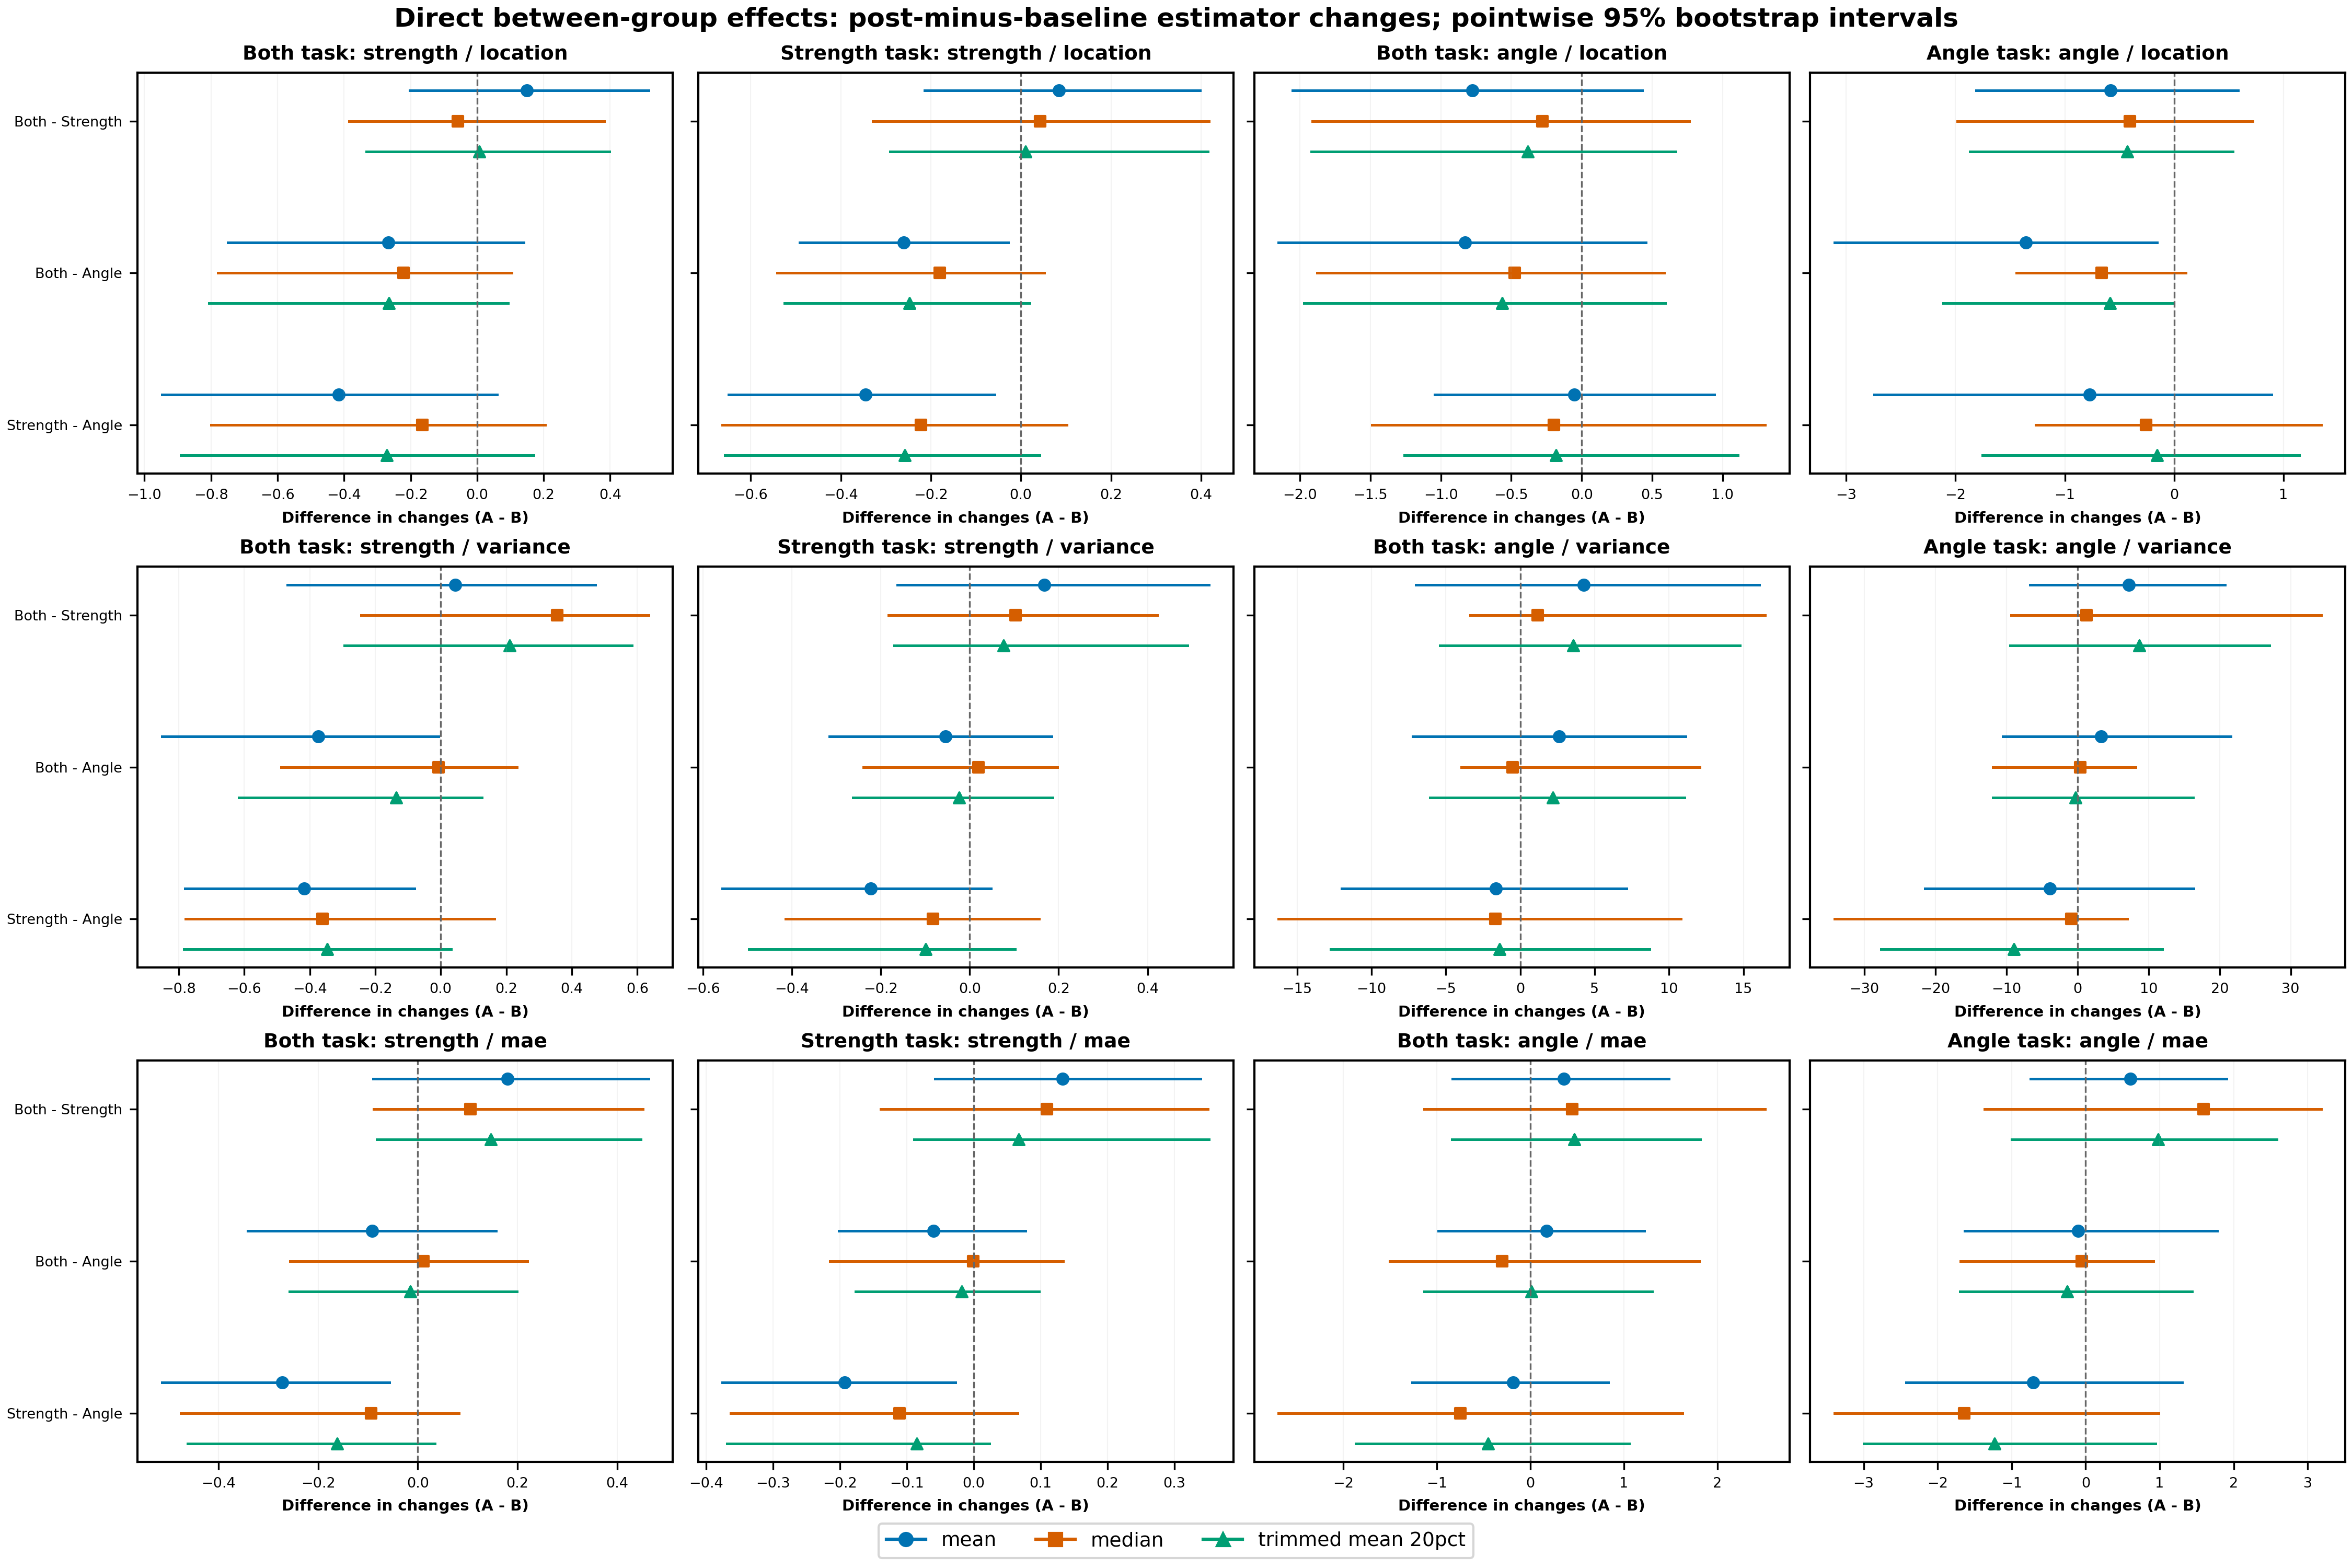 Direct between-group effects: post-minus-baseline estimator changes; pointwise 95% bootstrap intervals
Both task: strength / location
Strength task: strength / location
Both task: angle / location
Angle task: angle / location
Both - Strength
Both - Angle
Strength - Angle
−1.0 −0.8 −0.6 −0.4 −0.2 0.0 0.2 0.4
−0.6 −0.4 −0.2 0.0 0.2 0.4
−2.0 −1.5 −1.0 −0.5 0.0 0.5 1.0
−3 −2 −1 0 1
Difference in changes (A - B)
Difference in changes (A - B)
Difference in changes (A - B)
Difference in changes (A - B)
Both task: strength / variance
Strength task: strength / variance
Both task: angle / variance
Angle task: angle / variance
Both - Strength
Both - Angle
Strength - Angle
−0.8 −0.6 −0.4 −0.2 0.0 0.2 0.4 0.6
−0.6 −0.4 −0.2 0.0 0.2 0.4
−15 −10 −5 0 5 10 15
−30 −20 −10 0 10 20 30
Difference in changes (A - B)
Difference in changes (A - B)
Difference in changes (A - B)
Difference in changes (A - B)
Both task: strength / mae
Strength task: strength / mae
Both task: angle / mae
Angle task: angle / mae
Both - Strength
Both - Angle
Strength - Angle
−0.4 −0.2 0.0 0.2 0.4
−0.4 −0.3 −0.2 −0.1 0.0 0.1 0.2 0.3
−2 −1 0 1 2
−3 −2 −1 0 1 2 3
Difference in changes (A - B)
Difference in changes (A - B)
Difference in changes (A - B)
Difference in changes (A - B)
mean median trimmed mean 20pct